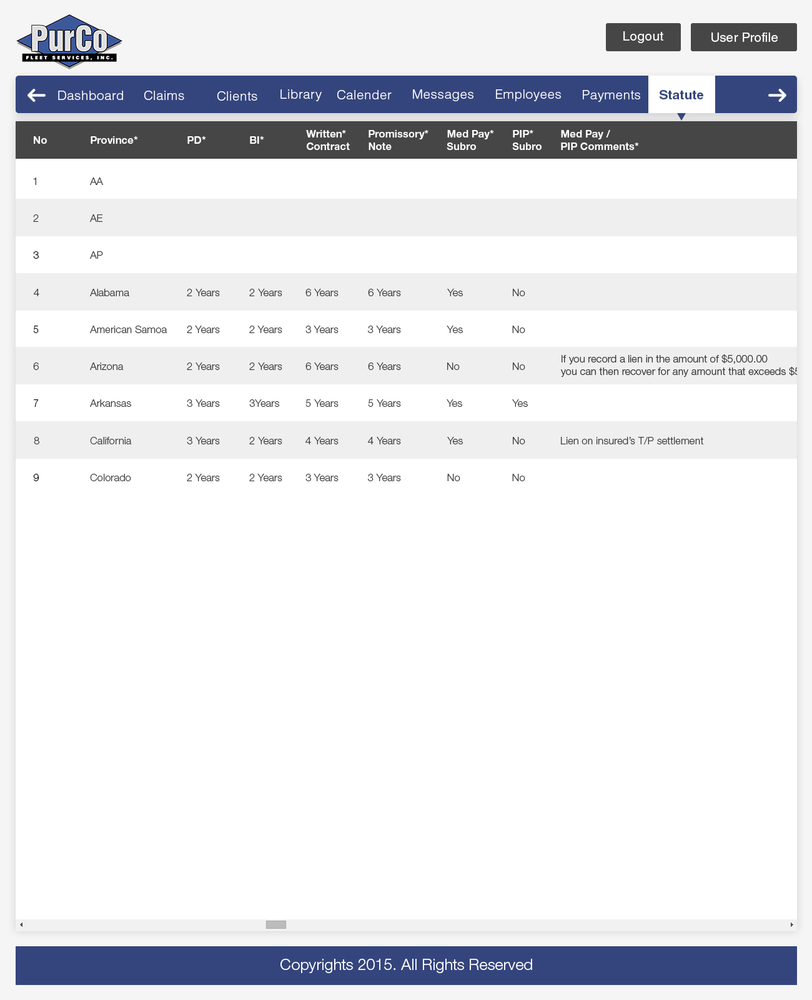 PurCo
FLEET SERVICES, INC.
Logout
User Profile
Dashboard Claims Clients Library Calender Messages Employees Payments Statute
No Province* PD* BI* Written* Contract Promissory* Note Med Pay* Subro PIP* Subro Med Pay / PIP Comments*
1 AA
2 AE
3 AP
4 Alabama 2 Years 2 Years 6 Years 6 Years Yes No
5 American Samoa 2 Years 2 Years 3 Years 3 Years Yes No
6 Arizona 2 Years 2 Years 6 Years 6 Years No No If you record a lien in the amount of $5,000.00
you can then recover for any amount that exceeds $5
7 Arkansas 3 Years 3Years 5 Years 5 Years Yes Yes
8 California 3 Years 2 Years 4 Years 4 Years Yes No Lien on insured’s T/P settlement
9 Colorado 2 Years 2 Years 3 Years 3 Years No No
Copyrights 2015. All Rights Reserved